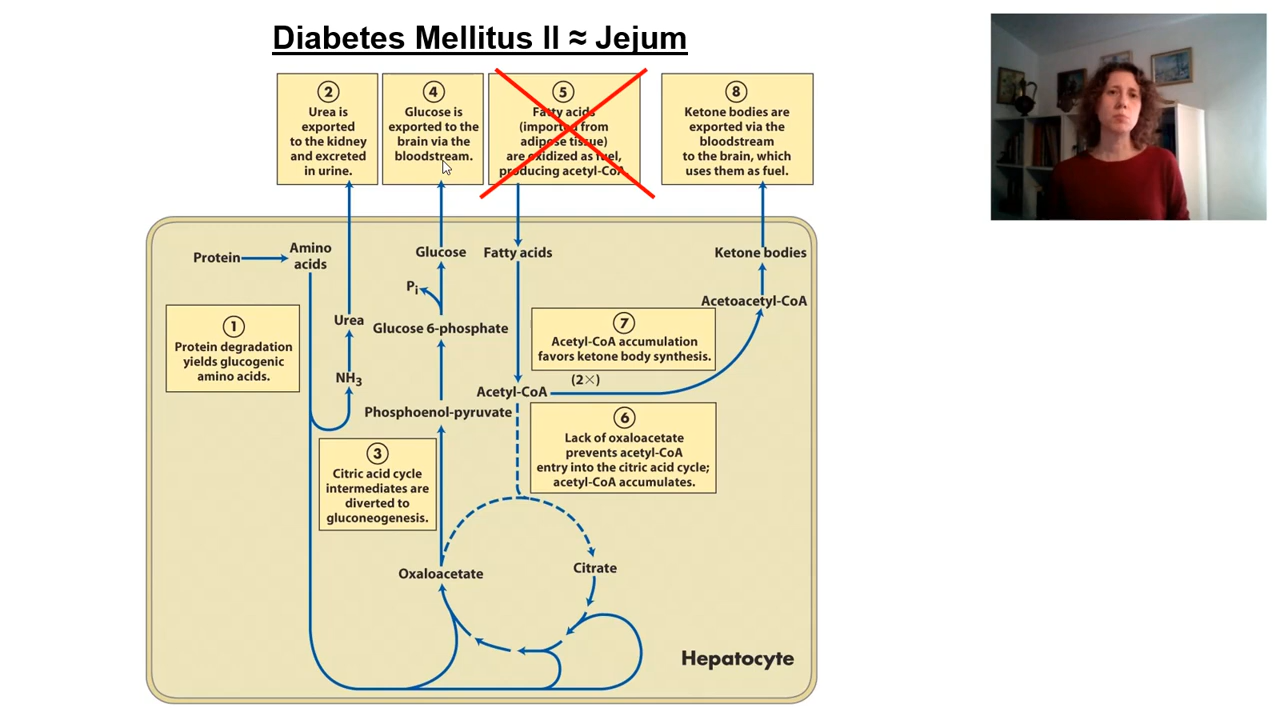 Diabetes Mellitus II ≈ Jejum
2
Urea is
exported
to the kidney
and excreted
in urine.
4
Glucose is
exported to the
brain via the
bloodstream.
5
Fatty acids
(imported from
adipose tissue)
are oxidized as fuel,
producing acetyl-CoA.
8
Ketone bodies are
exported via the
bloodstream
to the brain, which
uses them as fuel.
Protein
Amino
acids
Glucose
Fatty acids
Ketone bodies
Pi
Acetoacetyl-CoA
1
Protein degradation
yields glucogenic
amino acids.
Urea
Glucose 6-phosphate
7
Acetyl-CoA accumulation
favors ketone body synthesis.
NH3
(2×)
Acetyl-CoA
Phosphoenol-pyruvate
6
Lack of oxaloacetate
prevents acetyl-CoA
entry into the citric acid cycle;
acetyl-CoA accumulates.
3
Citric acid cycle
intermediates are
diverted to
gluconeogenesis.
Oxaloacetate
Citrate
Hepatocyte